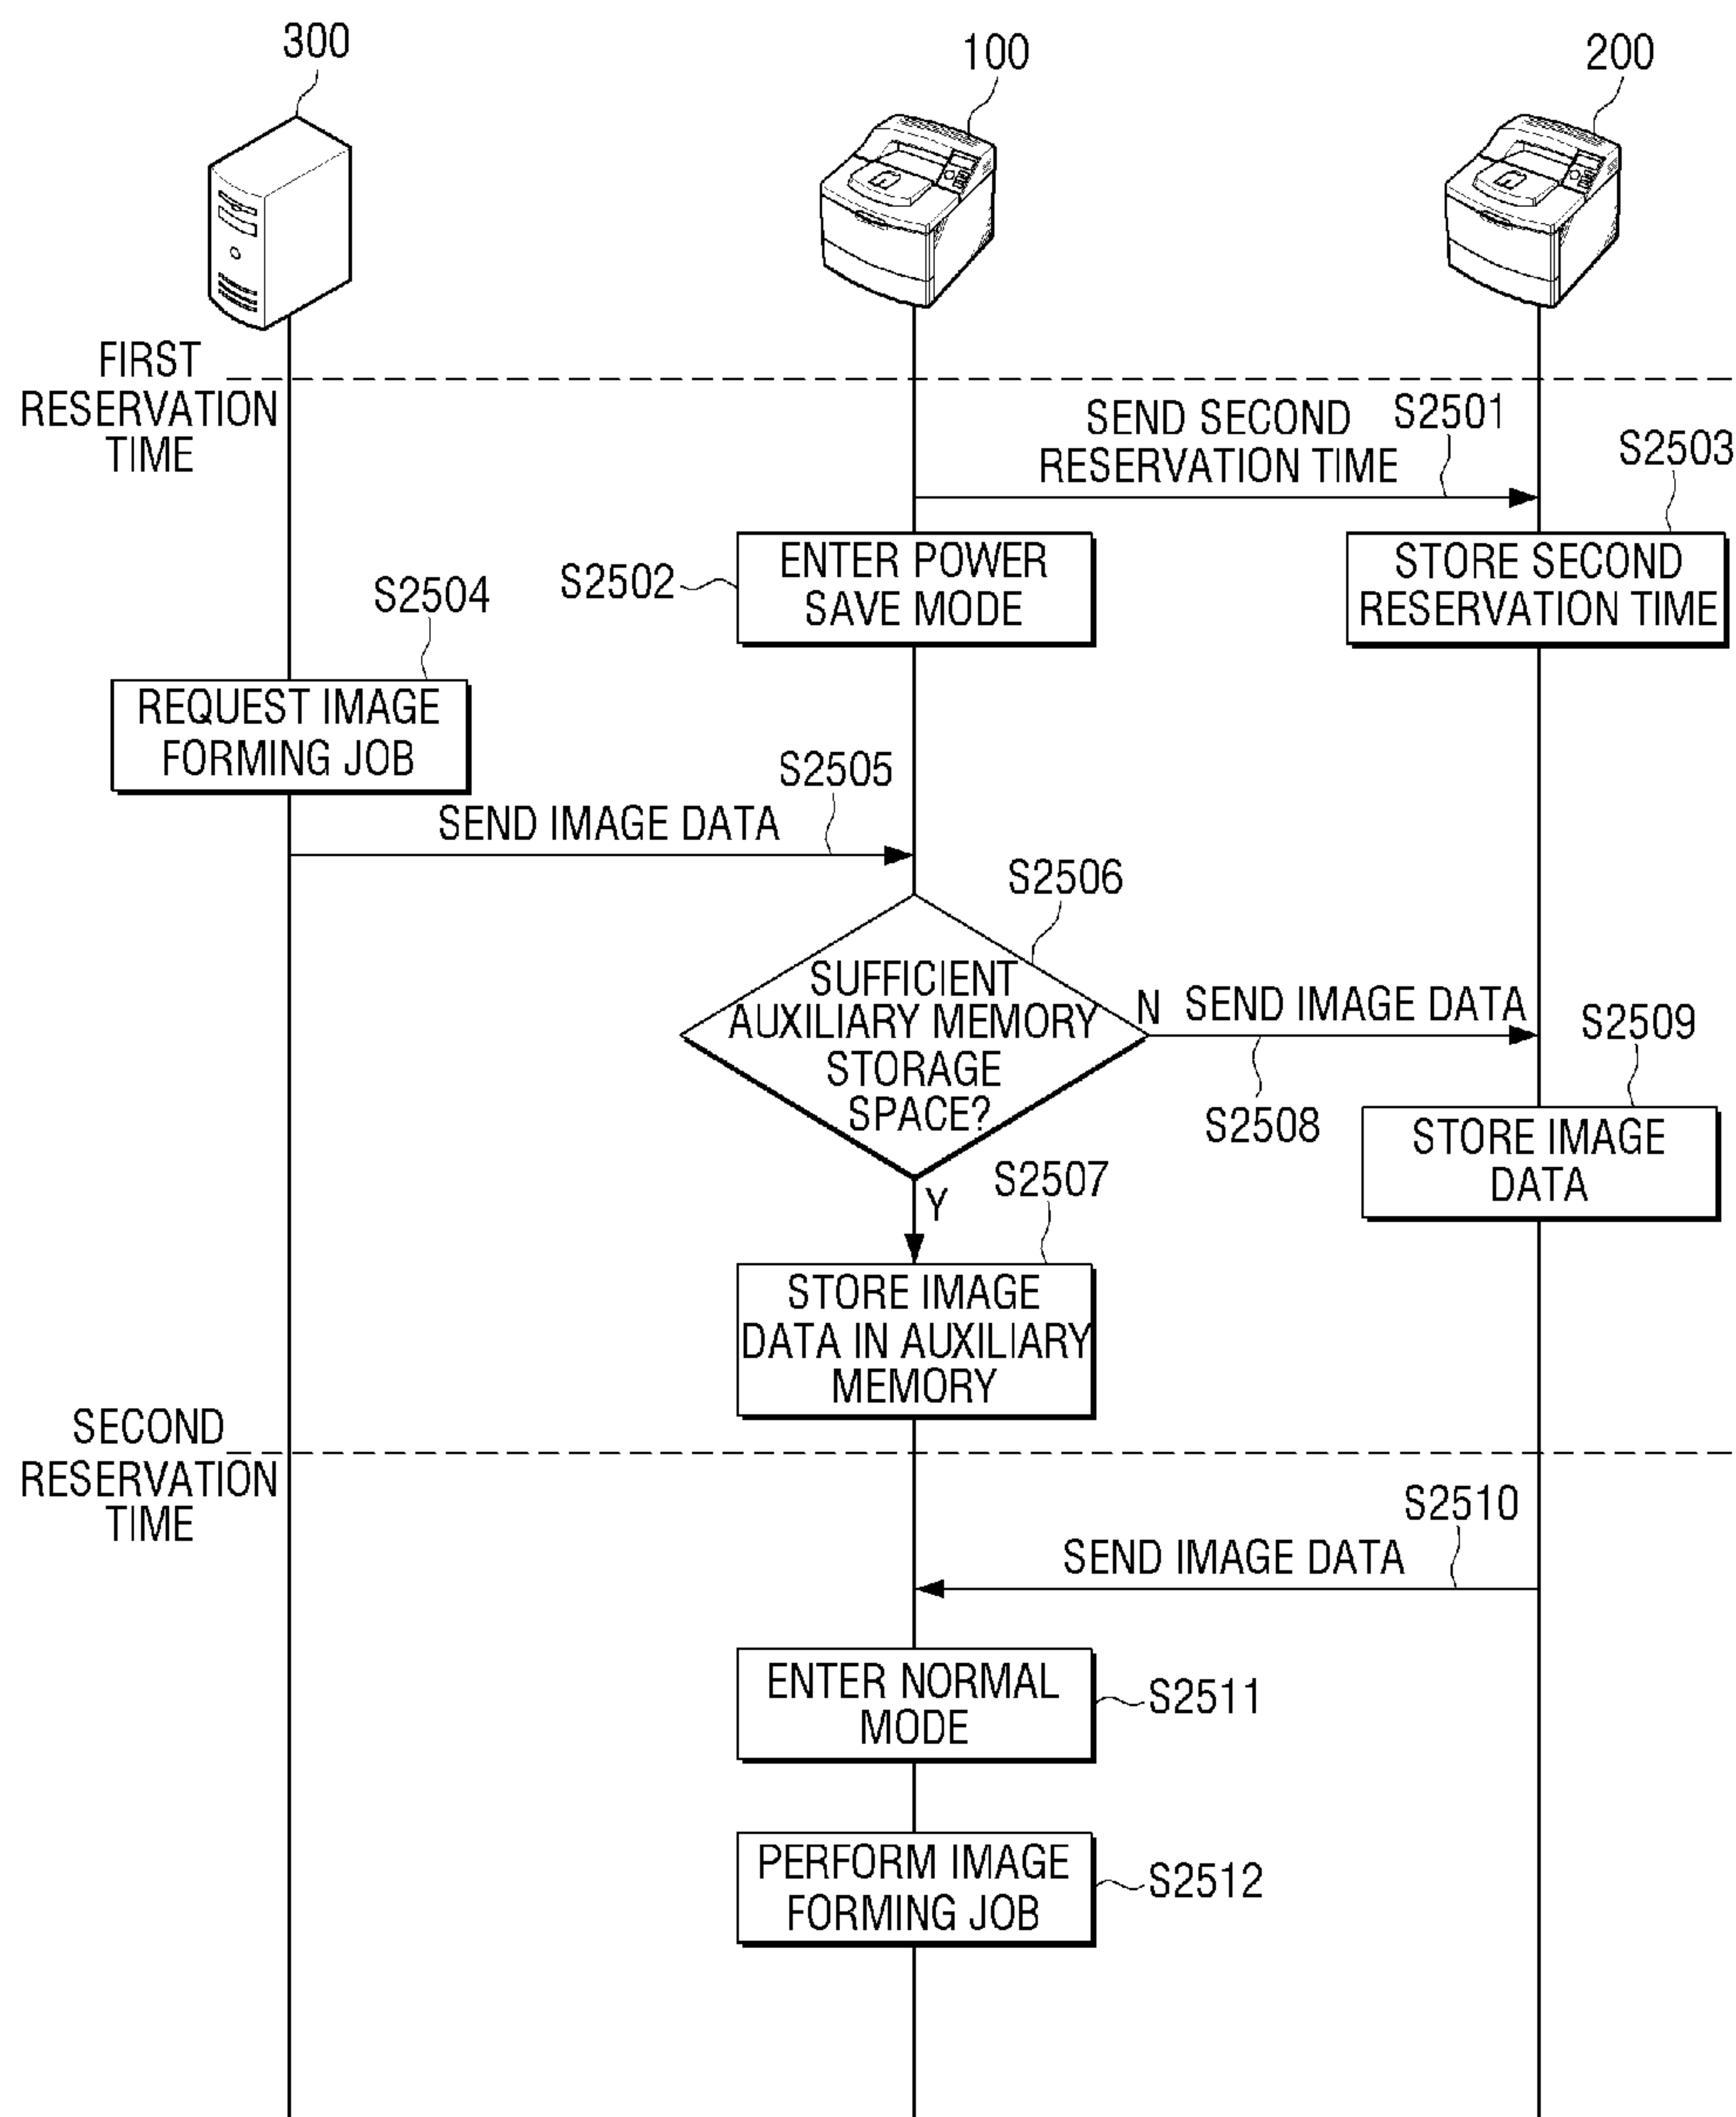 300
100
200
FIRST
RESERVATION
TIME
SEND SECOND
RESERVATION TIME
S2501
S2503
S2502
ENTER POWER
SAVE MODE
STORE SECOND
RESERVATION TIME
S2504
REQUEST IMAGE
FORMING JOB
S2505
SEND IMAGE DATA
S2506
SUFFICIENT
AUXILIARY MEMORY
STORAGE
SPACE?
N
SEND IMAGE DATA
S2508
S2509
STORE IMAGE
DATA
Y
S2507
STORE IMAGE
DATA IN AUXILIARY
MEMORY
SECOND
RESERVATION
TIME
S2510
SEND IMAGE DATA
ENTER NORMAL
MODE
S2511
PERFORM IMAGE
FORMING JOB
S2512